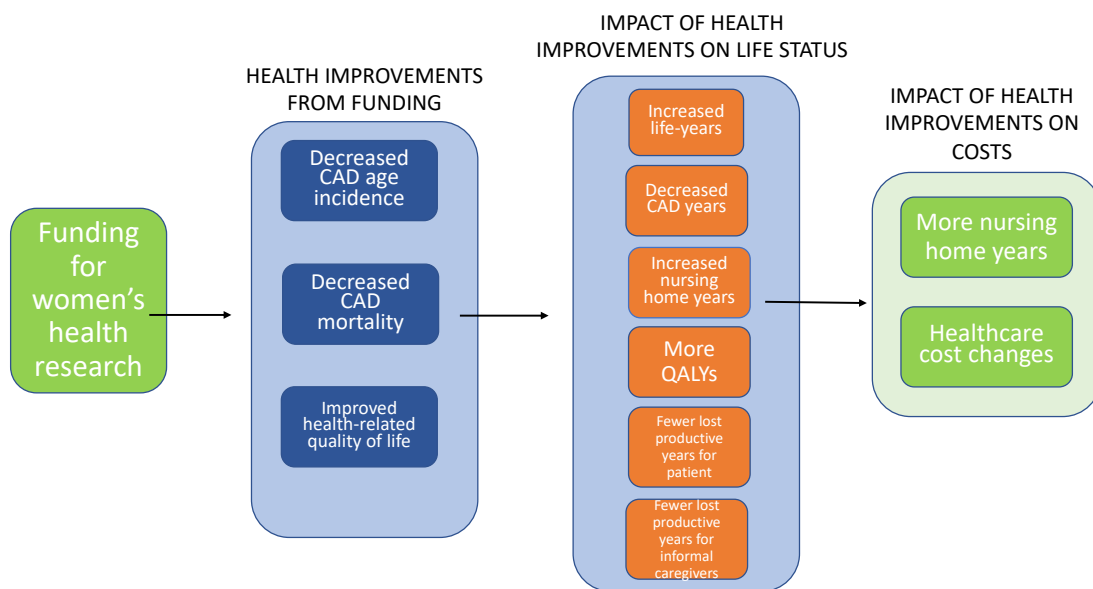 Funding
for
women's
health
research
HEALTH IMPROVEMENTS
FROM FUNDING
Decreased
CAD age
incidence
Decreased
CAD
mortality
Improved
health-related
quality of life
IMPACT OF HEALTH
IMPROVEMENTS ON LIFE STATUS
Increased
life-years
Decreased
CAD years
Increased
nursing
home years
More
QALYs
Fewer lost
productive
years for
patient
Fewer lost
productive
years for
informal
caregivers
IMPACT OF HEALTH
IMPROVEMENTS ON
COSTS
More nursing
home years
Healthcare
cost changes